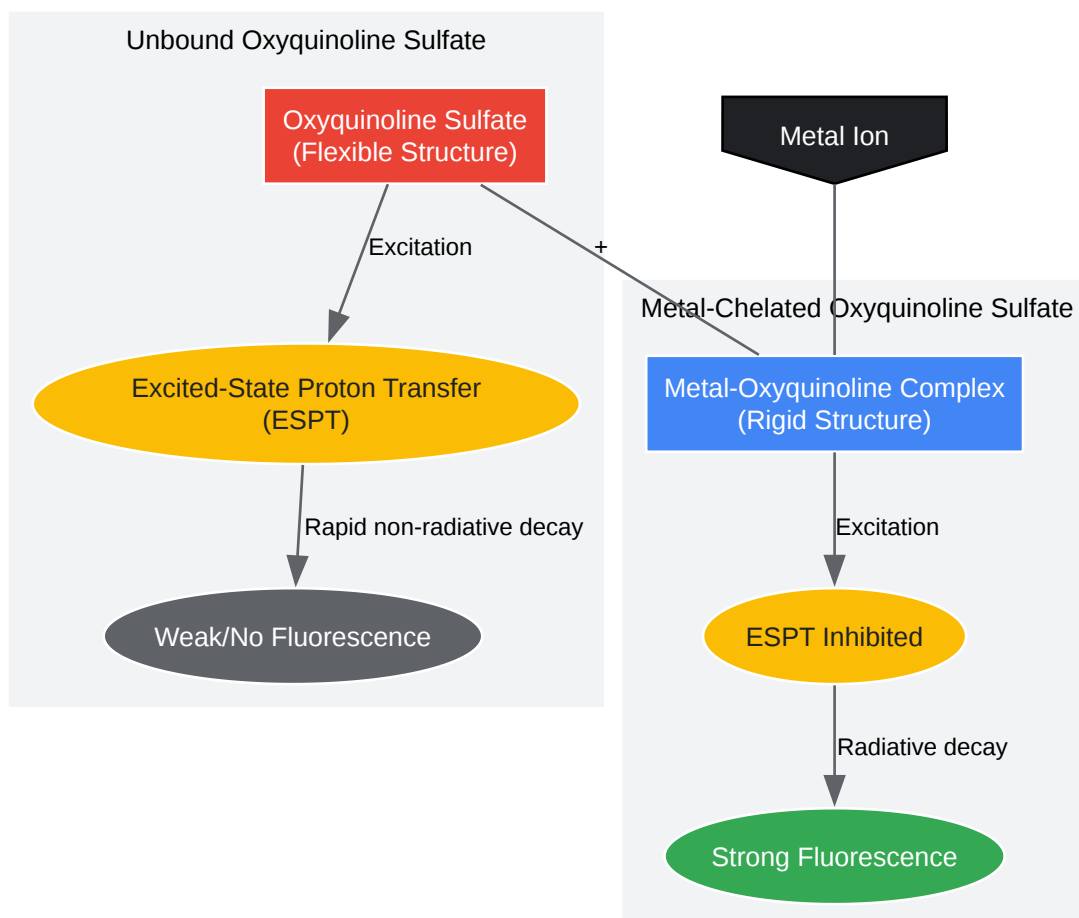 Unbound Oxyquinoline Sulfate
Oxyquinoline Sulfate
(Flexible Structure)
Metal Ion
Excitation
+
Metal-Chelated Oxyquinoline Sulfate
Excited-State Proton Transfer
(ESPT)
Metal-Oxyquinoline Complex
(Rigid Structure)
Rapid non-radiative decay
Excitation
Weak/No Fluorescence
ESPT Inhibited
Radiative decay
Strong Fluorescence